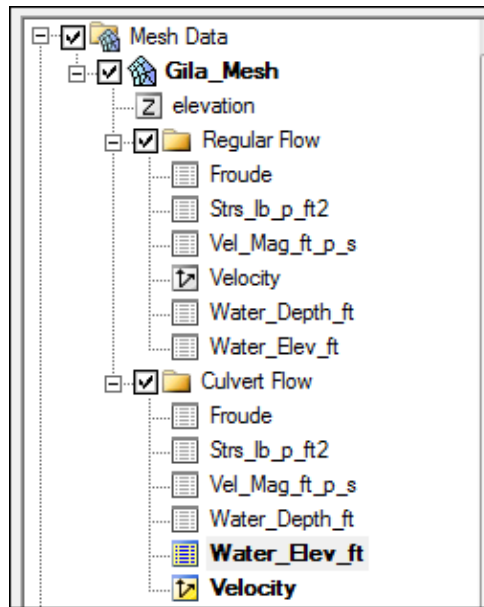 Mesh Data
Gila_Mesh
Z elevation
Regular Flow
Froude
Strs_lb_p_ft2
Vel_Mag_ft_p_s
Velocity
Water_Depth_ft
Water_Elev_ft
Culvert Flow
Froude
Strs_lb_p_ft2
Vel_Mag_ft_p_s
Water_Depth_ft
Water_Elev_ft
Velocity